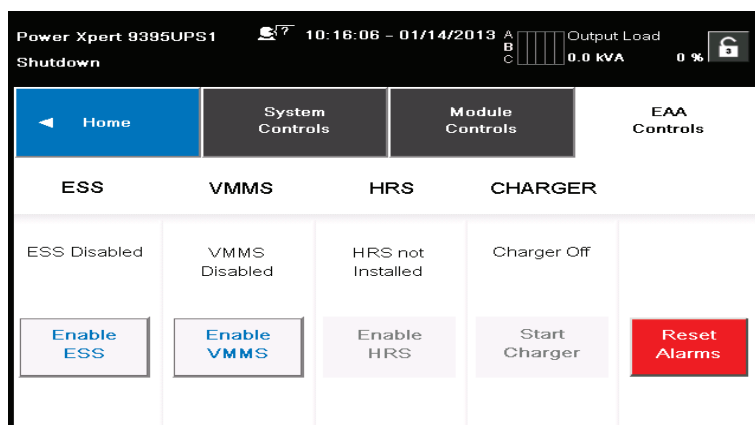 Power Xpert 9395UPS1 ? 10:16:06 - 01/14/2013 A Output Load
B
C 0.0 kVA 0 %
Shutdown
Home
System
Controls
Module
Controls
EAA
Controls
ESS VMMS HRS CHARGER
ESS Disabled
VMMS
Disabled
HRS not
Installed
Charger Off
Enable
ESS
Enable
VMMS
Enable
HRS
Start
Charger
Reset
Alarms